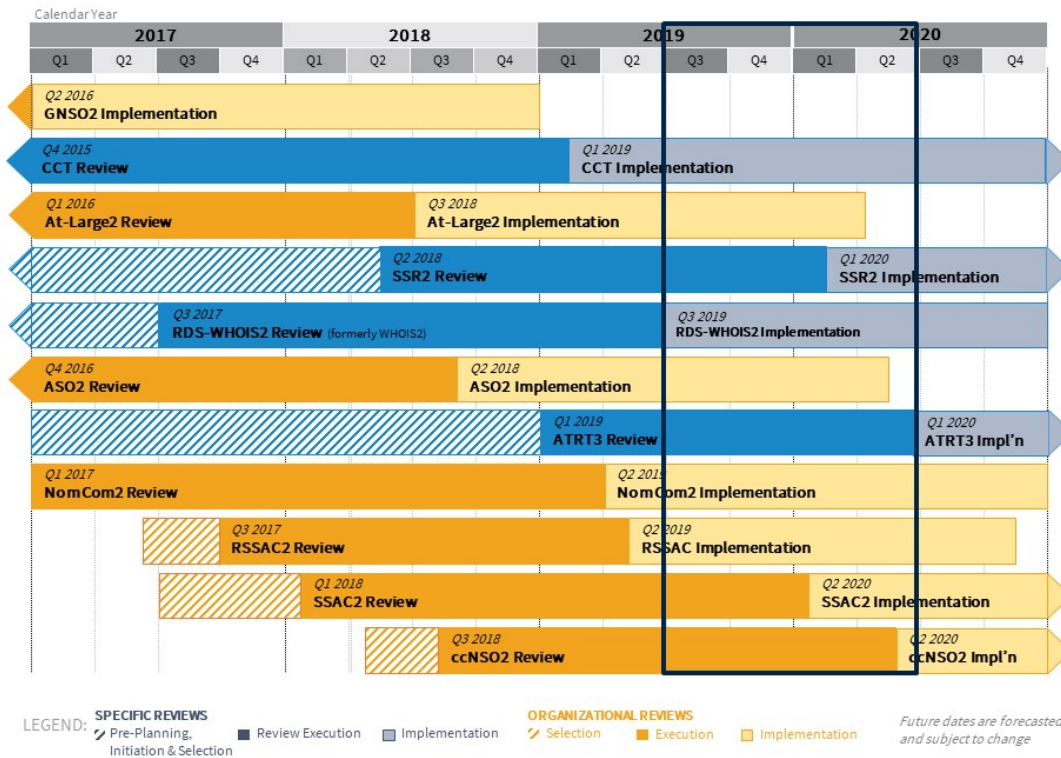 Calendar Year
2017 2018 2019 2020
Q1 Q2 Q3 Q4 Q1 Q2 Q3 Q4 Q1 Q2 Q3 Q4 Q1 Q2 Q3 Q4
Q2 2016
GNSO2 Implementation
Q4 2015 Q1 2019
CCT Review CCT Implementation
Q1 2016 Q3 2018
At-Large2 Review At-Large2 Implementation
Q2 2018 Q1 2020
SSR2 Review SSR2 Implementation
Q3 2017 Q3 2019
RDS-WHOIS2 Review (formerly WHOIS2) RDS-WHOIS2 Implementation
Q4 2016 Q2 2018
ASO2 Review ASO2 Implementation
Q1 2019 Q1 2020
ATRT3 Review ATRT3 Impl'n
Q1 2017 Q2 2019
NomCom2 Review NomCom2 Implementation
Q3 2017 Q2 2019
RSSAC2 Review RSSAC Implementation
Q1 2018 Q2 2020
SSAC2 Review SSAC2 Implementation
Q3 2018 Q2 2020
ccNSO2 Review ccNSO2 Impl'n
LEGEND:
SPECIFIC REVIEWS
Pre-Planning,
Initiation & Selection
Review Execution
Implementation
ORGANIZATIONAL REVIEWS
Selection
Execution
Implementation
Future dates are forecasted
and subject to change